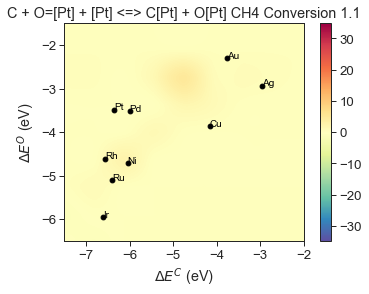 C + O=[Pt] + [Pt] <=> C[Pt] + O[Pt] CH4 Conversion 1.1
−2
−3
−4
−5
−6
ΔE^O (eV)
Au
Ag
Pt
Pd
Cu
Rh
Ni
Ru
Ir
−7
−6
−5
−4
−3
−2
ΔE^C (eV)
30
20
10
0
−10
−20
−30